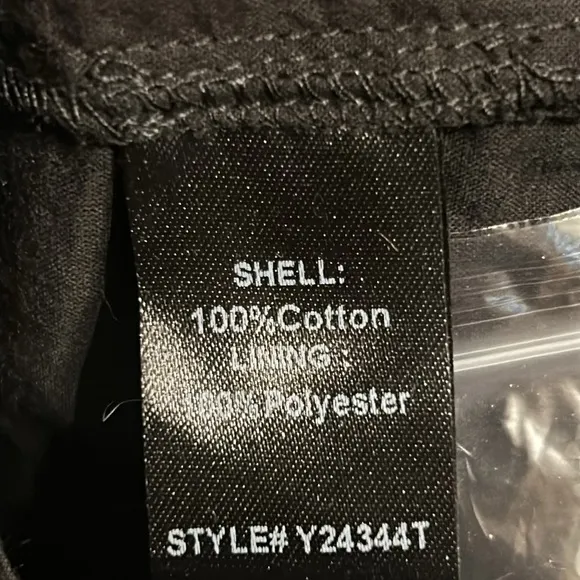 SHELL:
100%Cotton
LINING :
100%Polyester
STYLE# Y24344T